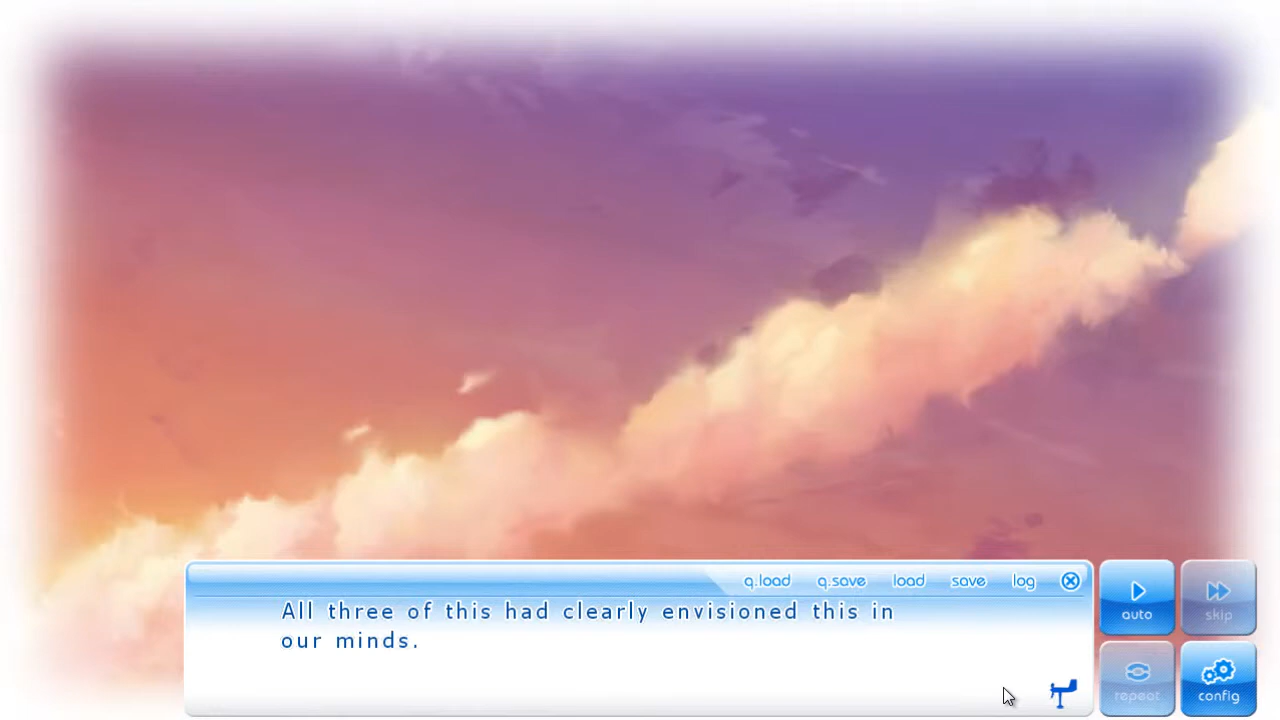 q.load q.save load save log
All three of this had clearly envisioned this in
our minds.
auto
skip
repeat
config